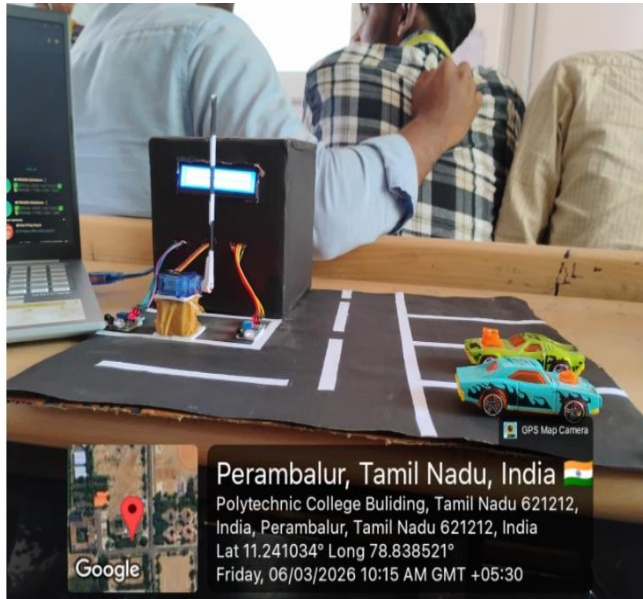 GPS Map Camera
Perambalur, Tamil Nadu, India
Polytechnic College Buliding, Tamil Nadu 621212,
India, Perambalur, Tamil Nadu 621212, India
Lat 11.241034° Long 78.838521°
Friday, 06/03/2026 10:15 AM GMT +05:30
Google